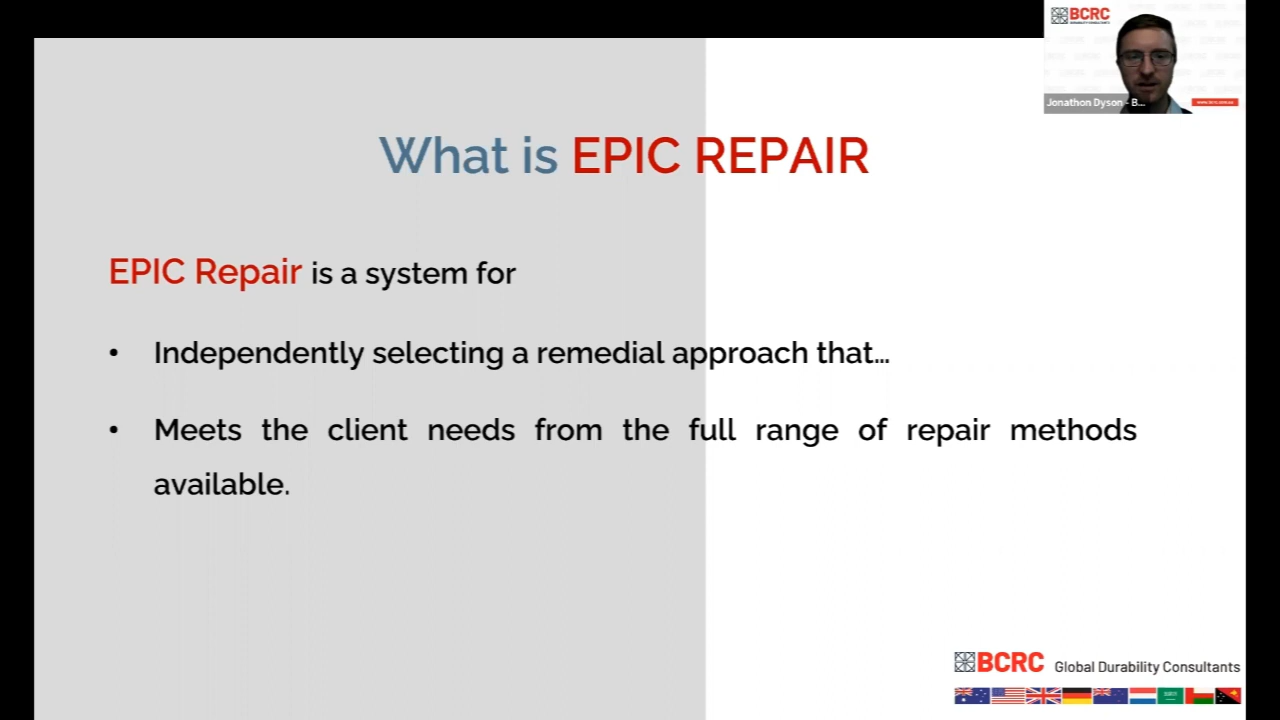 BCRC
Jonathon Dyson - B...
What is EPIC REPAIR
EPIC Repair is a system for
• Independently selecting a remedial approach that...
• Meets the client needs from the full range of repair methods
available.
BCRC Global Durability Consultants